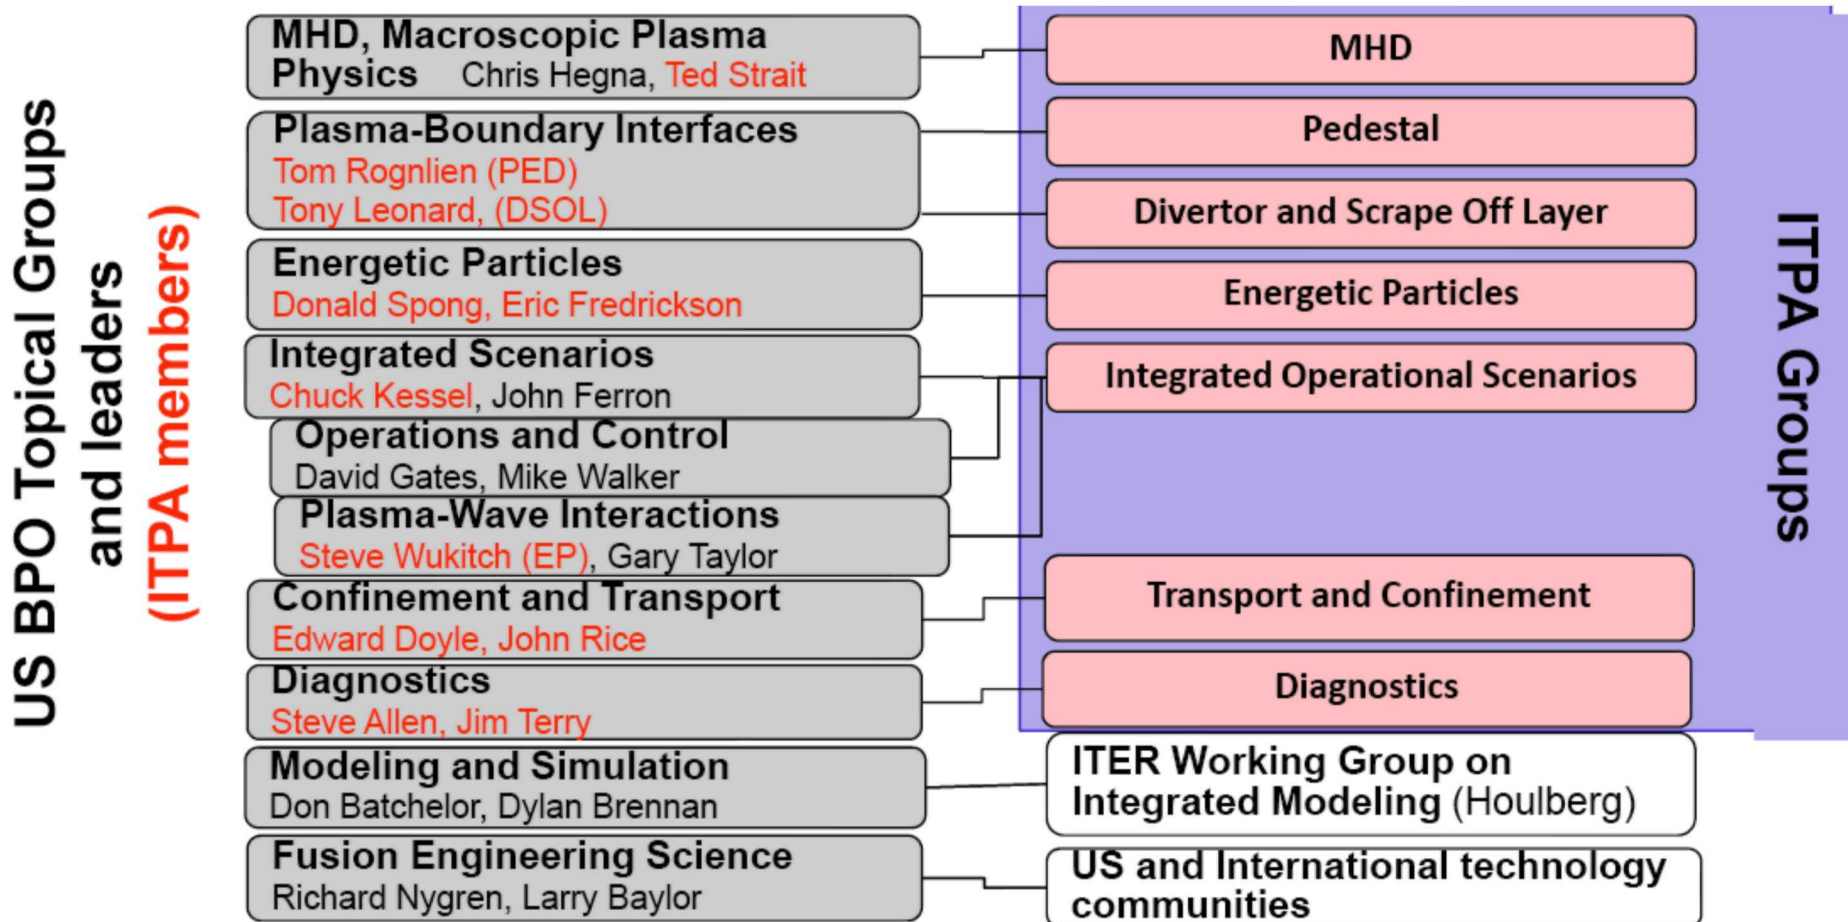 US BPO Topical Groups
and leaders
(ITPA members)
MHD, Macroscopic Plasma
Physics Chris Hegna, Ted Strait
Plasma-Boundary Interfaces
Tom Rognlien (PED)
Tony Leonard, (DSOL)
Energetic Particles
Donald Spong, Eric Fredrickson
Integrated Scenarios
Chuck Kessel, John Ferron
Operations and Control
David Gates, Mike Walker
Plasma-Wave Interactions
Steve Wukitch (EP), Gary Taylor
Confinement and Transport
Edward Doyle, John Rice
Diagnostics
Steve Allen, Jim Terry
Modeling and Simulation
Don Batchelor, Dylan Brennan
Fusion Engineering Science
Richard Nygren, Larry Baylor
MHD
Pedestal
Divertor and Scrape Off Layer
Energetic Particles
Integrated Operational Scenarios
Transport and Confinement
Diagnostics
ITER Working Group on
Integrated Modeling (Houlberg)
US and International technology
communities
ITPA Groups